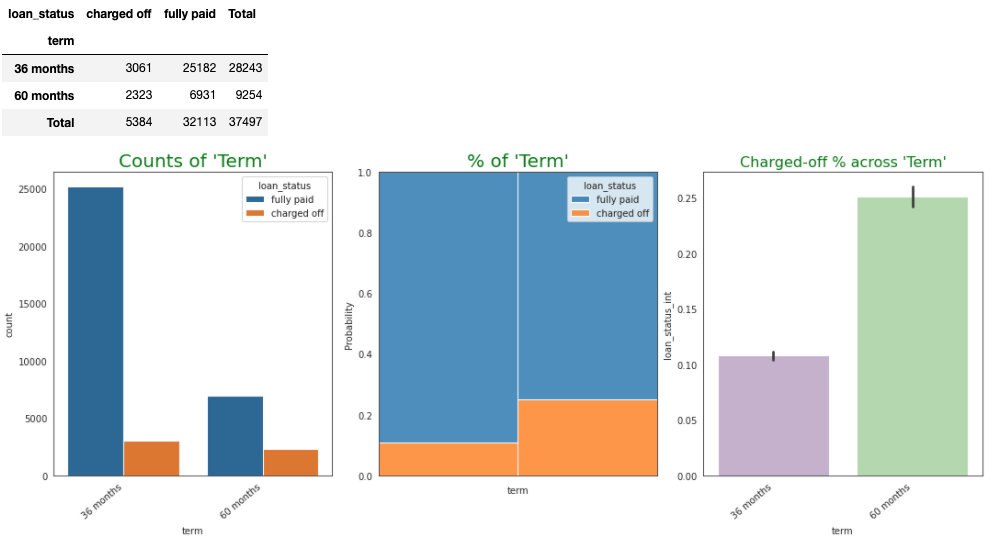 loan_status charged off fully paid Total
term
36 months 3061 25182 28243
60 months 2323 6931 9254
Total 5384 32113 37497
Counts of 'Term'
loan_status
fully paid
charged off
25000
20000
15000
10000
5000
0
count
36 months
60 months
term
% of 'Term'
loan_status
fully paid
charged off
1.0
0.8
0.6
0.4
0.2
0.0
Probability
term
Charged-off % across 'Term'
0.25
0.20
0.15
0.10
0.05
0.00
loan_status_int
36 months
60 months
term